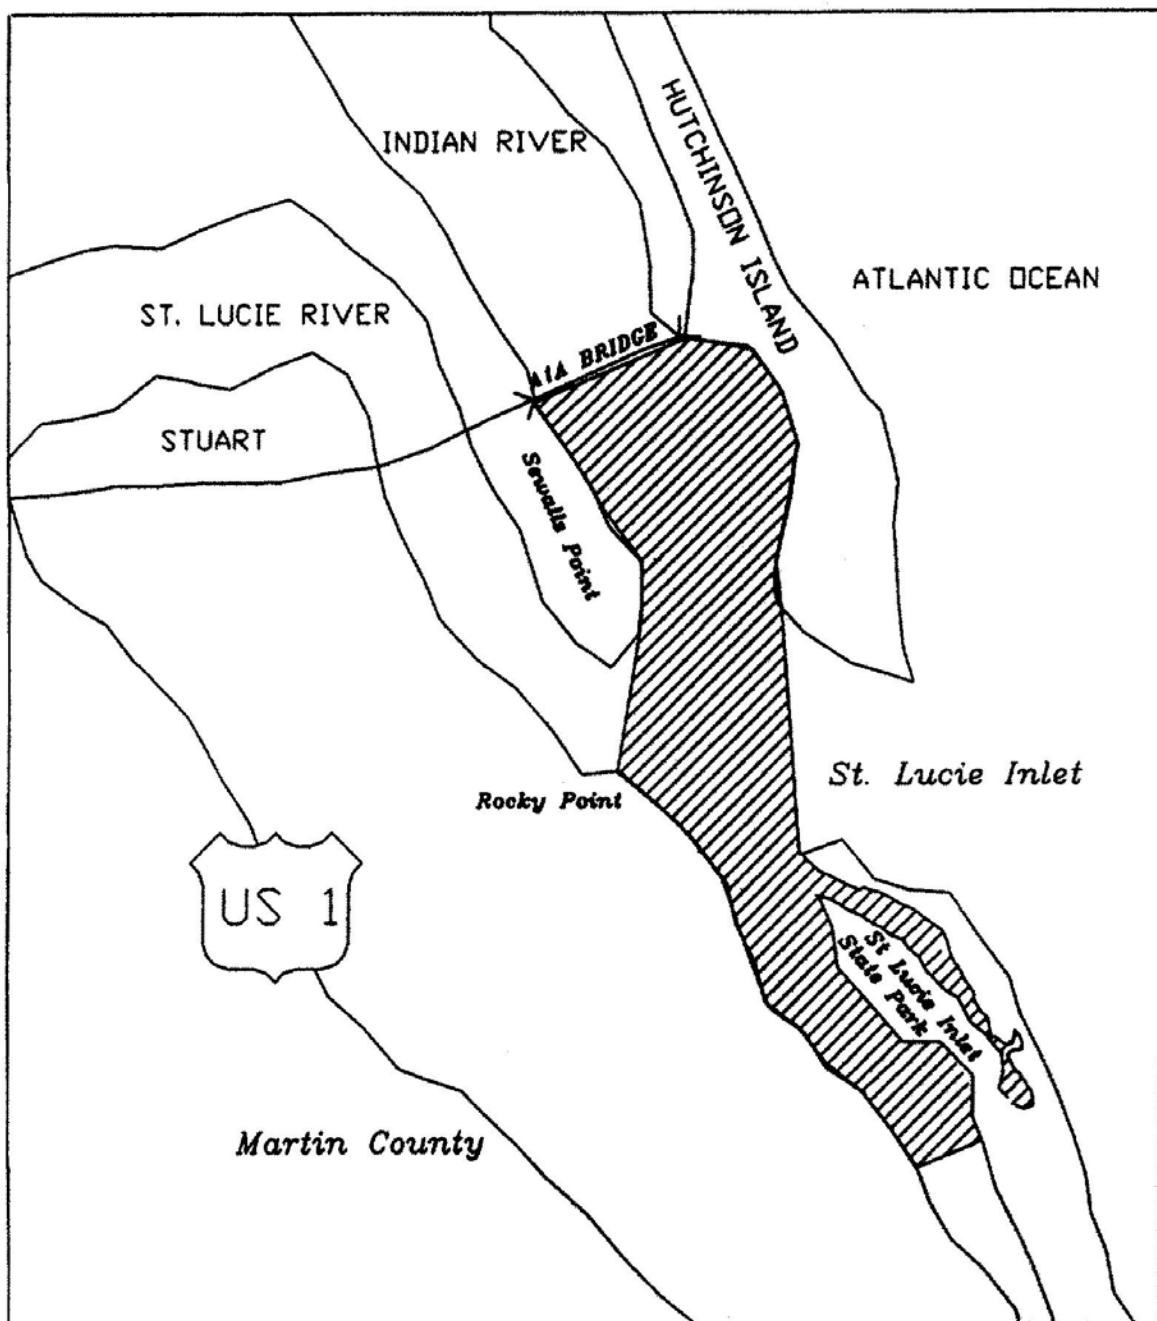 INDIAN RIVER
HUTCHINSON ISLAND
ATLANTIC OCEAN
ST. LUCIE RIVER
A1A BRIDGE
STUART
Sewalls Point
St. Lucie Inlet
Rocky Point
US 1
St Lucie Inlet
State Park
Martin County